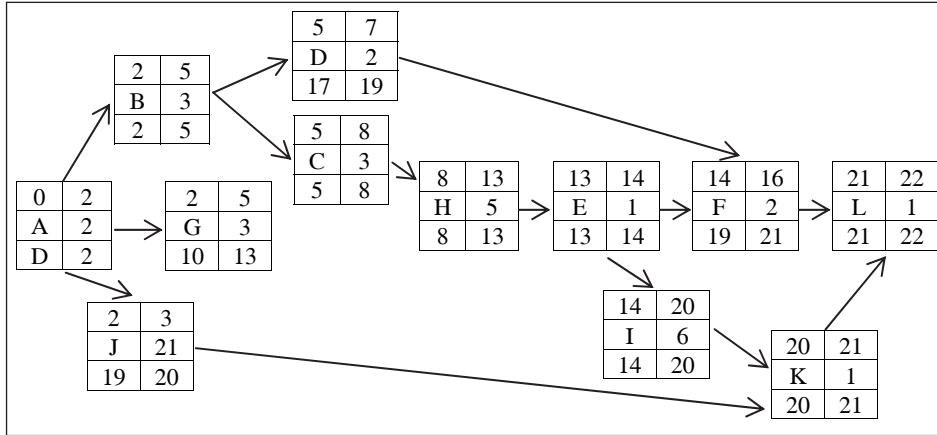 5 7
D 2
17 19
2 5
B 3
2 5
5 8
C 3
5 8
0 2
A 2
D 2
2 5
G 3
10 13
8 13
H 5
8 13
13 14
E 1
13 14
14 16
F 2
19 21
21 22
L 1
21 22
2 3
J 21
19 20
14 20
I 6
14 20
20 21
K 1
20 21